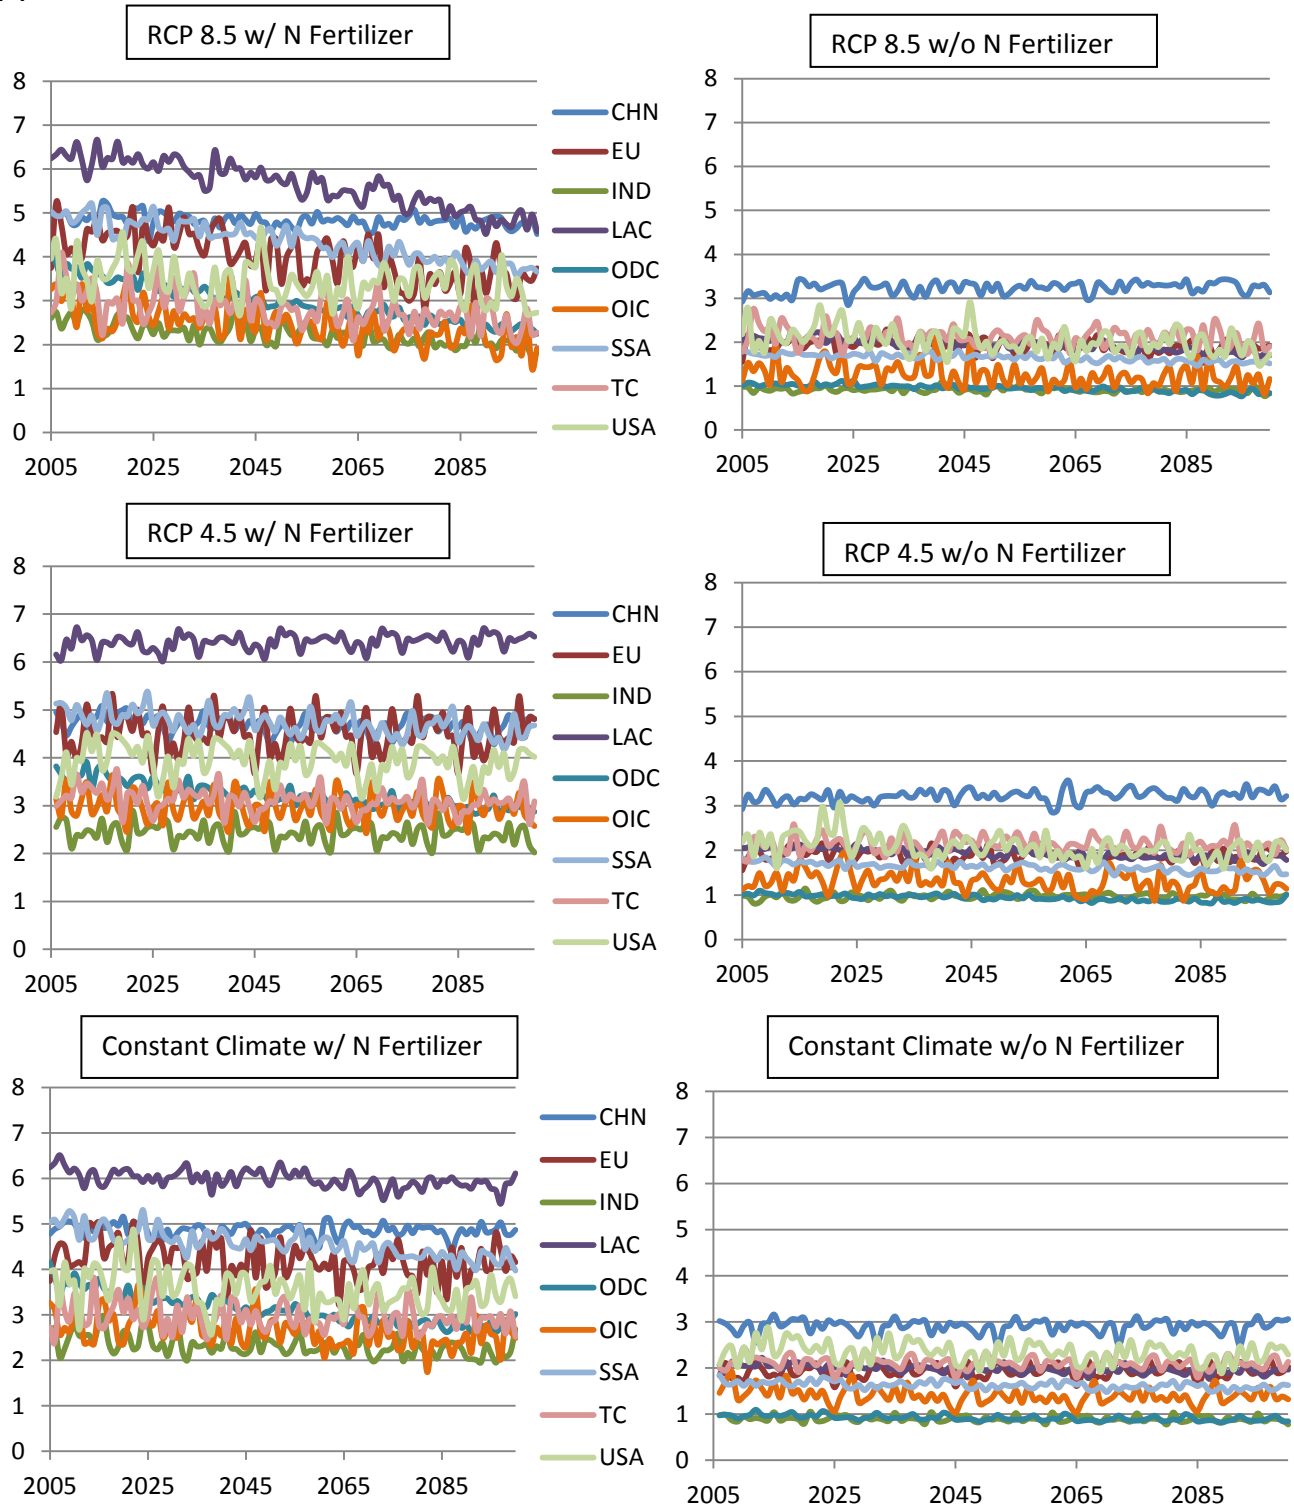 RCP 8.5 w/ N Fertilizer
8
7
6
5
4
3
2
1
0
2005 2025 2045 2065 2085
CHN
EU
IND
LAC
ODC
OIC
SSA
TC
USA
RCP 8.5 w/o N Fertilizer
8
7
6
5
4
3
2
1
0
2005 2025 2045 2065 2085
RCP 4.5 w/ N Fertilizer
8
7
6
5
4
3
2
1
0
2005 2025 2045 2065 2085
CHN
EU
IND
LAC
ODC
OIC
SSA
TC
USA
RCP 4.5 w/o N Fertilizer
8
7
6
5
4
3
2
1
0
2005 2025 2045 2065 2085
Constant Climate w/ N Fertilizer
8
7
6
5
4
3
2
1
0
2005 2025 2045 2065 2085
CHN
EU
IND
LAC
ODC
OIC
SSA
TC
USA
Constant Climate w/o N Fertilizer
8
7
6
5
4
3
2
1
0
2005 2025 2045 2065 2085